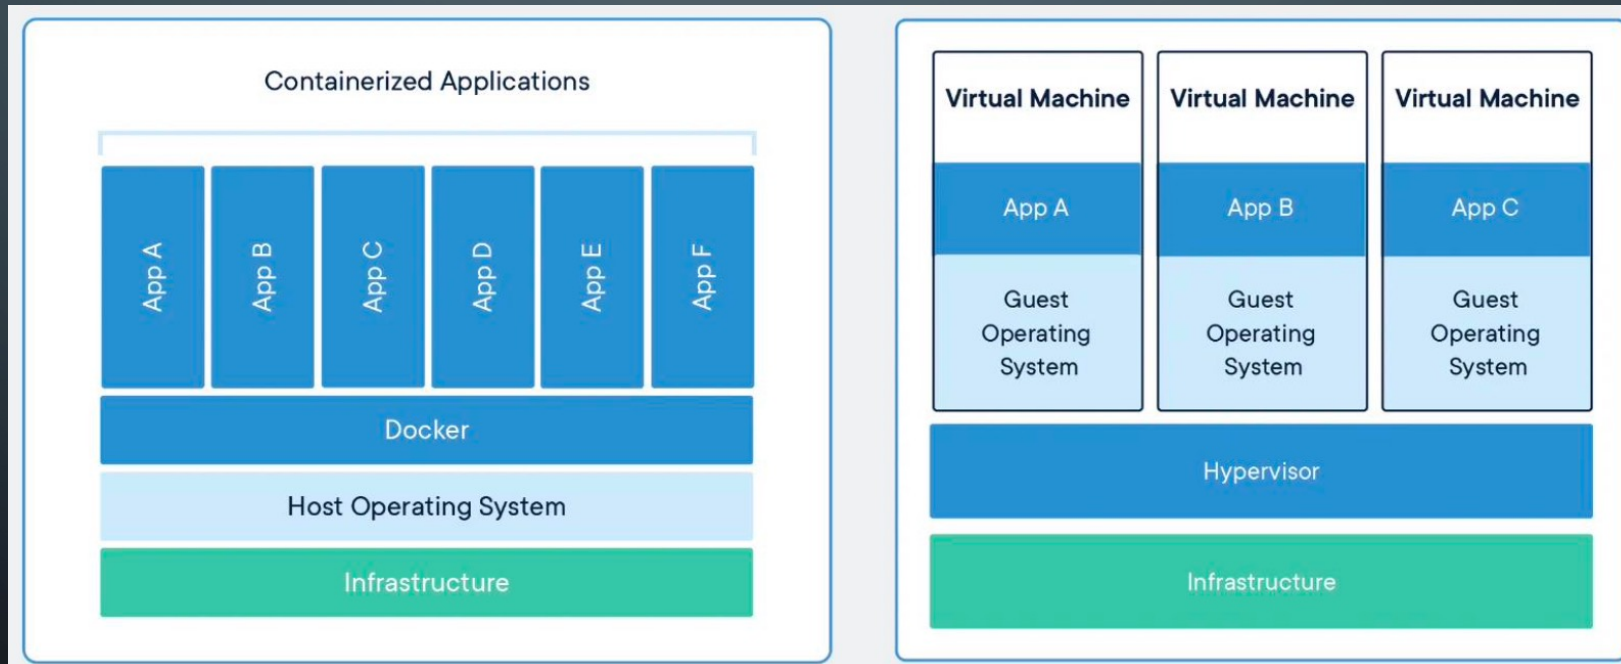 Containerized Applications
App A
App B
App C
App D
App E
App F
Docker
Host Operating System
Infrastructure
Virtual Machine
App A
Guest
Operating
System
Virtual Machine
App B
Guest
Operating
System
Virtual Machine
App C
Guest
Operating
System
Hypervisor
Infrastructure